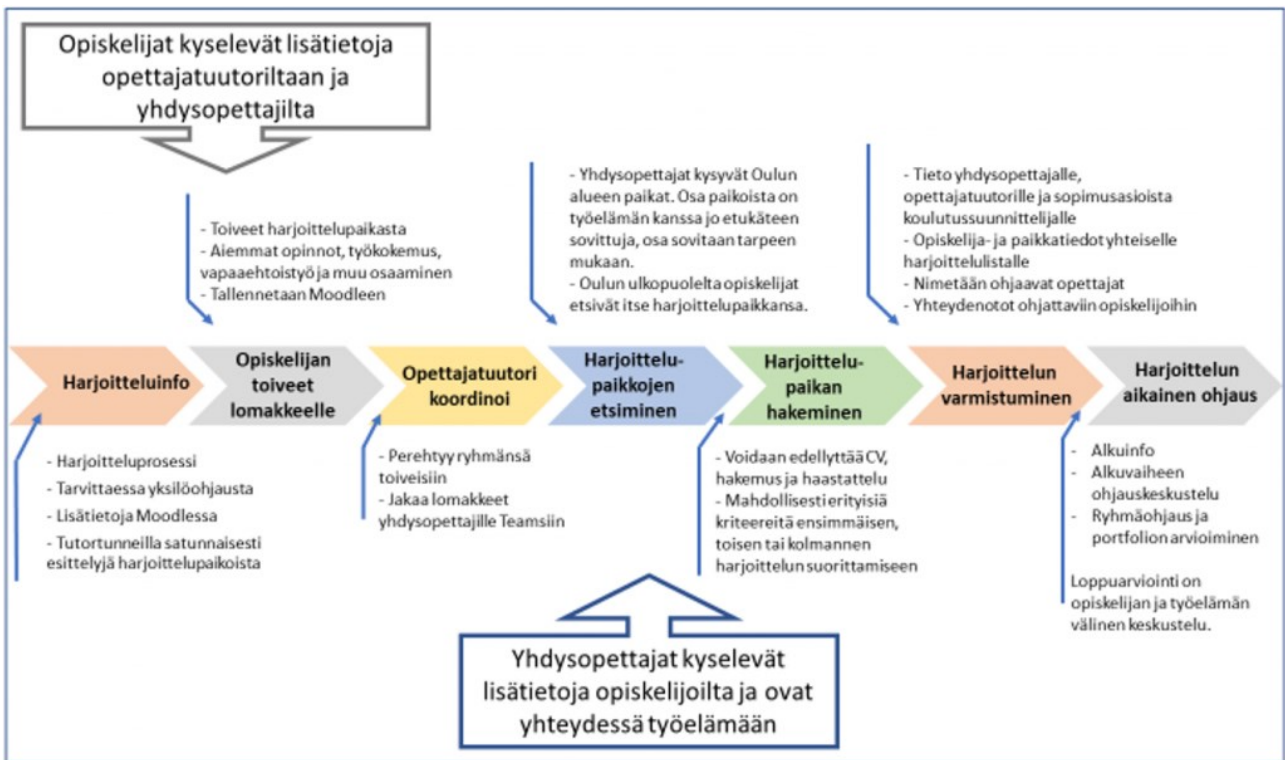 Opiskelijat kyselevät lisätietoja
opettajatuutoriltaan ja
yhdysopettajilta
- Toiveet harjoittelupaikasta
- Aiemmat opinnot, työkokemus,
vapaaehtoistyö ja muu osaaminen
- Tallennetaan Moodleen
- Yhdysopettajat kysyvät Oulun
alueen paikat. Osa paikoista on
työelämän kanssa jo etukäteen
sovittuja, osa sovitaan tarpeen
mukaan.
- Oulun ulkopuolelta opiskelijat
etsivät itse harjoittelupaikkansa.
- Tieto yhdysopettajalle,
opettajatuutorille ja sopimusasioista
koulutussuunnittelijalle
- Opiskelija- ja paikkatiedot yhteiselle
harjoittelulistalle
- Nimetään ohjaavat opettajat
- Yhteydenotot ohjattaviin opiskelijoihin
Harjoitteluinfo
Opiskelijan
toiveet
lomakkeelle
Opettajatuutori
koordinoi
Harjoittelu-
paikkojen
etsiminen
Harjoittelu-
paikan
hakeminen
Harjoittelun
varmistuminen
Harjoittelun
aikainen ohjaus
- Harjoitteluprosessi
- Tarvittaessa yksilöohjausta
- Lisätietoja Moodlessa
- Tutortunneilla satunnaisesti
esittelyjä harjoittelupaikoista
- Perehtyy ryhmänsä
toiveisiin
- Jakaa lomakkeet
yhdysopettajille Teamsiin
- Voidaan edellyttää CV,
hakemus ja haastattelu
- Mahdollisesti erityisiä
kriteereitä ensimmäisen,
toisen tai kolmannen
harjoittelun suorittamiseen
- Alkuinfo
- Alkuvaiheen
ohjauskeskustelu
- Ryhmäohjaus ja
portfolion arvioiminen
Loppuarviointi on
opiskelijan ja työelämän
välinen keskustelu.
Yhdysopettajat kyselevät
lisätietoja opiskelijoilta ja ovat
yhteydessä työelämään